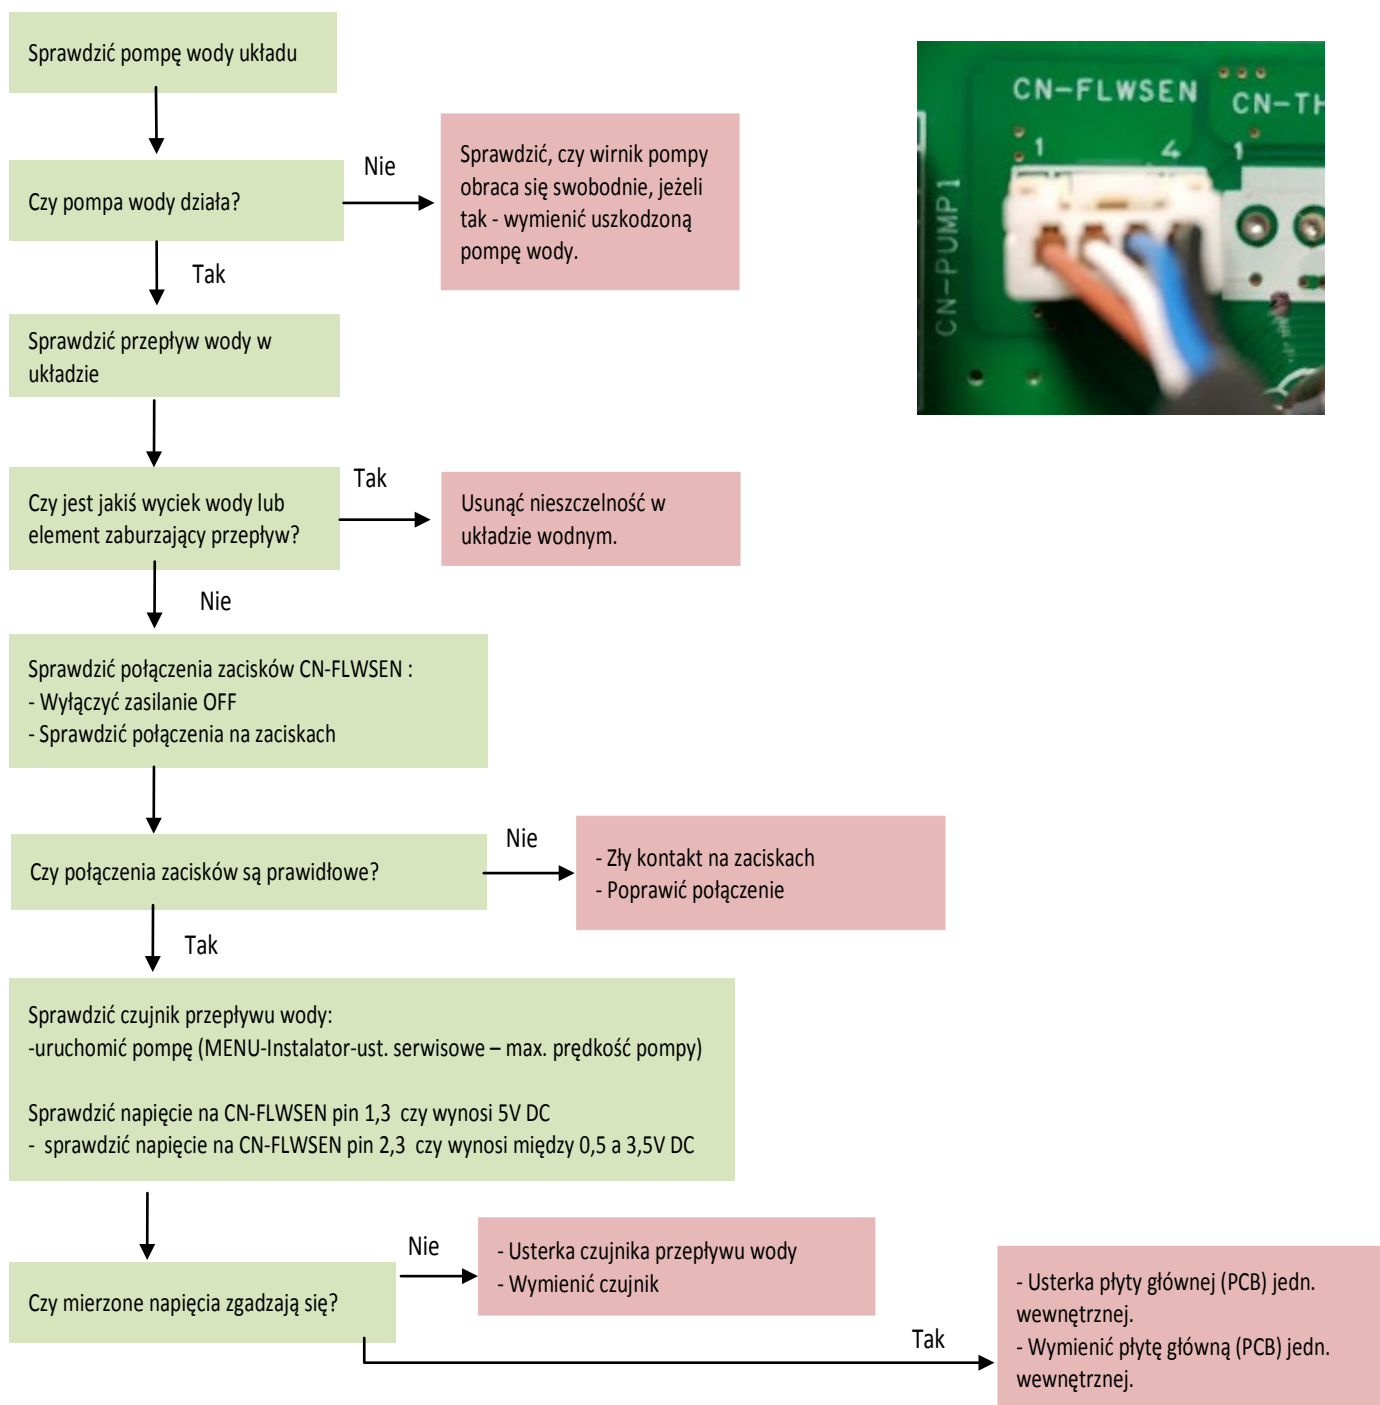 Sprawdzić pompę wody układu
Czy pompa wody działa?
Nie
Sprawdzić, czy wirnik pompy
obraca się swobodnie, jeżeli
tak - wymienić uszkodzoną
pompę wody.
Tak
Sprawdzić przepływ wody w
układzie
Czy jest jakiś wyciek wody lub
element zaburzający przepływ?
Tak
Usunąć nieszczelność w
układzie wodnym.
Nie
Sprawdzić połączenia zacisków CN-FLWSEN :
- Wyłączyć zasilanie OFF
- Sprawdzić połączenia na zaciskach
Czy połączenia zacisków są prawidłowe?
Nie
- Zły kontakt na zaciskach
- Poprawić połączenie
Tak
Sprawdzić czujnik przepływu wody:
-uruchomić pompę (MENU-Instalator-ust. serwisowe – max. prędkość pompy)
Sprawdzić napięcie na CN-FLWSEN pin 1,3 czy wynosi 5V DC
- sprawdzić napięcie na CN-FLWSEN pin 2,3 czy wynosi między 0,5 a 3,5V DC
Czy mierzone napięcia zgadzają się?
Nie
- Usterka czujnika przepływu wody
- Wymienić czujnik
Tak
- Usterka płyty głównej (PCB) jedn.
wewnętrznej.
- Wymienić płytę główną (PCB) jedn.
wewnętrznej.
CN-FLWSEN
CN-TH
1 4 1
CN-PUMP1